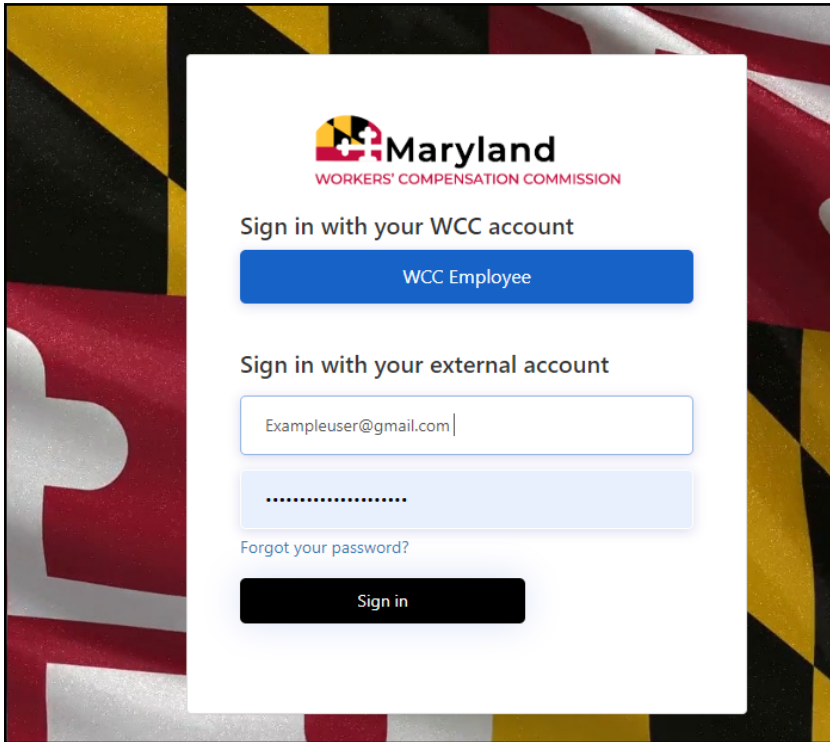 Maryland
WORKERS' COMPENSATION COMMISSION
Sign in with your WCC account
WCC Employee
Sign in with your external account
Exampleuser@gmail.com
•••••••••••••••••••••
Forgot your password?
Sign in